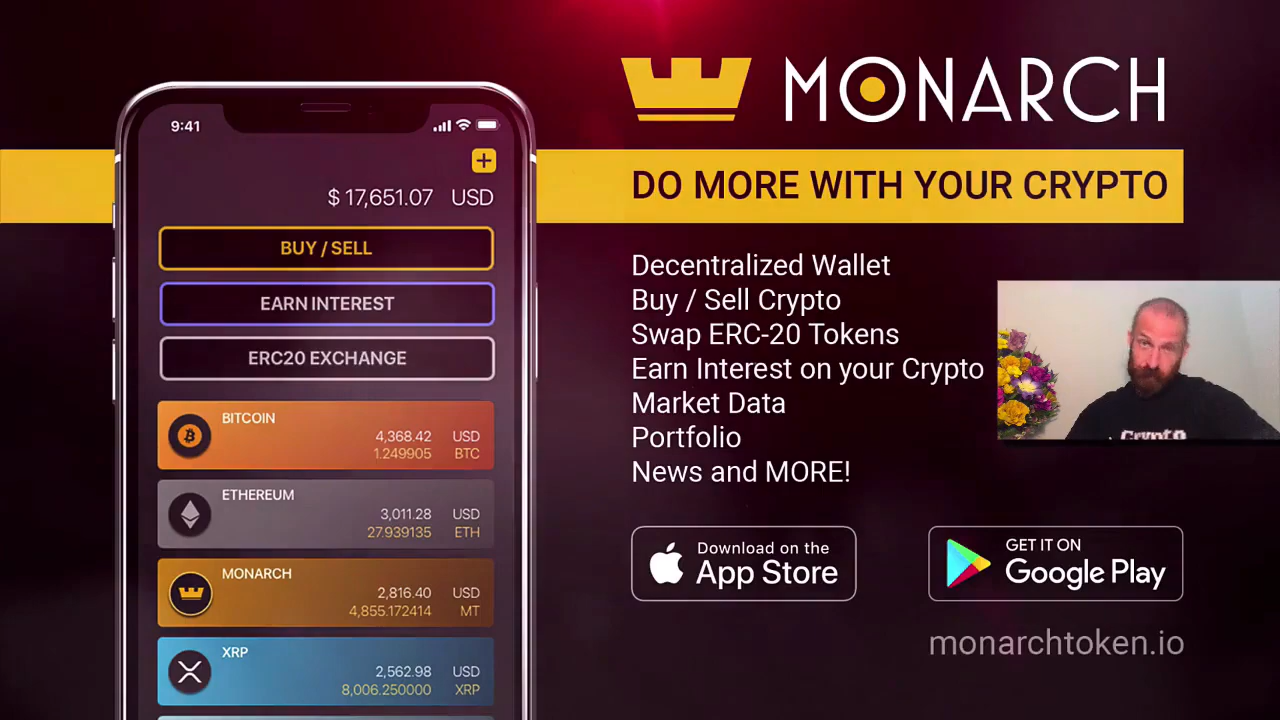 9:41
$ 17,651.07 USD
BUY / SELL
EARN INTEREST
ERC20 EXCHANGE
BITCOIN
4,368.42 USD
1.249905 BTC
ETHEREUM
3,011.28 USD
27.939135 ETH
MONARCH
2,816.40 USD
4,855.172414 MT
XRP
2,562.98 USD
8,006.250000 XRP
MONARCH
DO MORE WITH YOUR CRYPTO
Decentralized Wallet
Buy / Sell Crypto
Swap ERC-20 Tokens
Earn Interest on your Crypto
Market Data
Portfolio
News and MORE!
Crypto
Download on the
App Store
GET IT ON
Google Play
monarchtoken.io